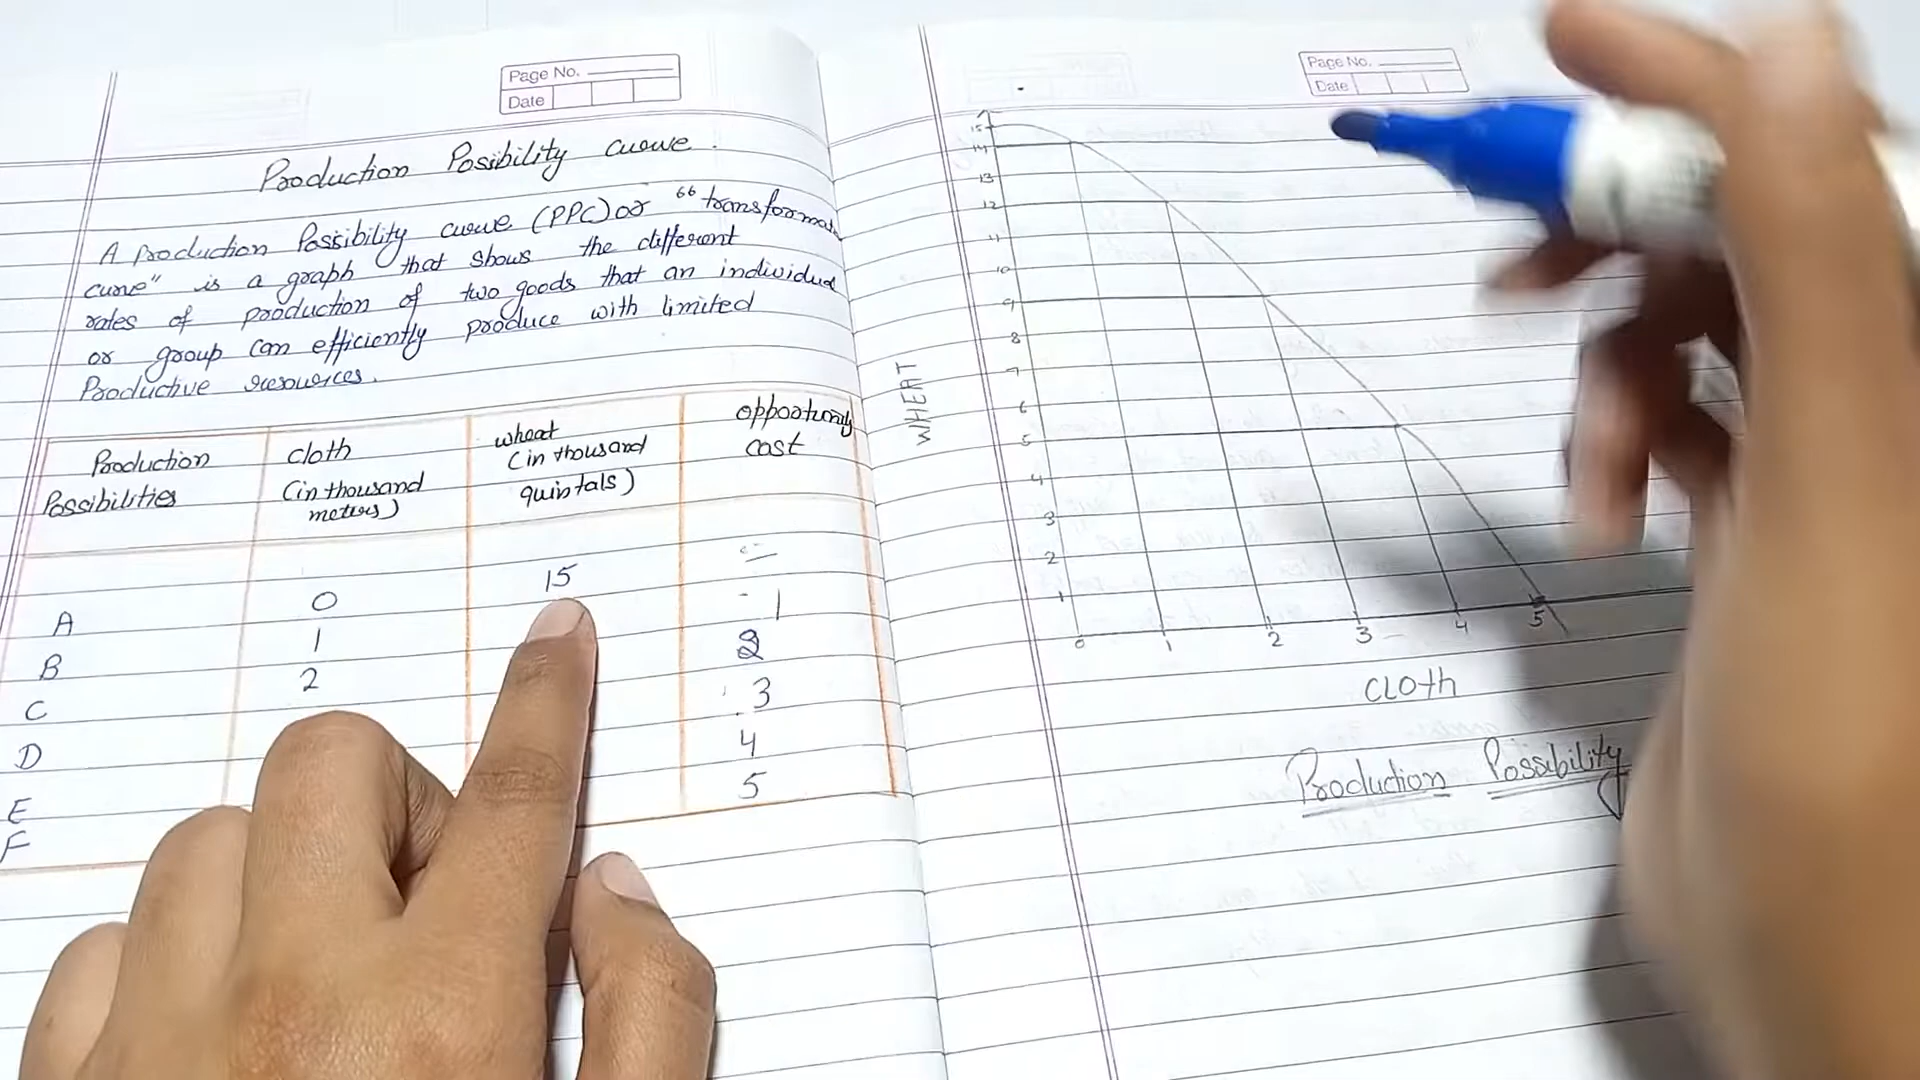 Page No.
Date
Production Possibility curve.
A Production Possibility curve (PPC) or "transformat
curve" is a graph that shows the different
rates of production of two goods that an individual
or group can efficiently produce with limited
Productive resources.
Production
Possibilities
cloth
(in thousand
meters)
wheat
(in thousand
quintals)
opportunity
cost
A 0 15 -
B 1 1
C 2 2
D 3
E 4
F 5
Page No.
Date
15
14
13
12
11
10
9
8
7
6
5
4
3
2
1
WHEAT
0 1 2 3 4 5
CLOth
Production Possibility